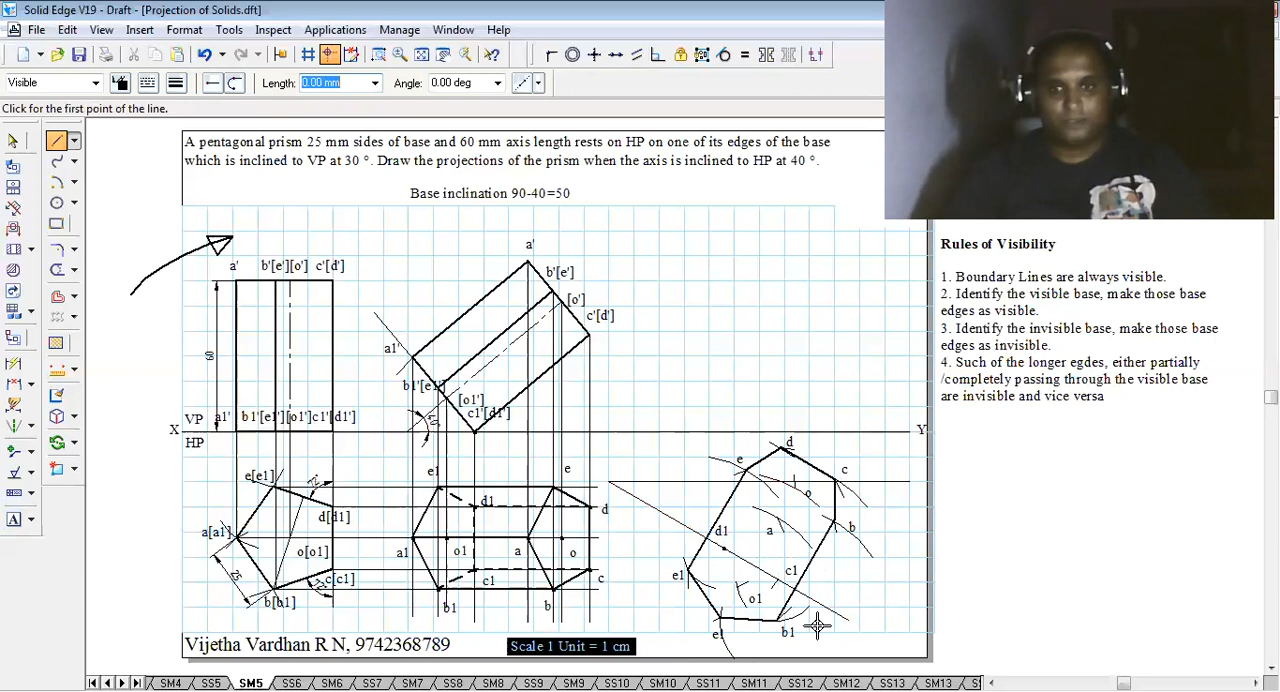 Solid Edge V19 - Draft - [Projection of Solids.dft]
File Edit View Insert Format Tools Inspect Applications Manage Window Help
Visible Length: 0.00 mm Angle: 0.00 deg
Click for the first point of the line.
A pentagonal prism 25 mm sides of base and 60 mm axis length rests on HP on one of its edges of the base
which is inclined to VP at 30 °. Draw the projections of the prism when the axis is inclined to HP at 40 °.
Base inclination 90-40=50
Rules of Visibility
1. Boundary Lines are always visible.
2. Identify the visible base, make those base
edges as visible.
3. Identify the invisible base, make those base
edges as invisible.
4. Such of the longer egdes, either partially
/completely passing through the visible base
are invisible and vice versa
a' b'[e'][o'] c'[d']
60
VP a1' b1'[e1'][o1']c1'[d1']
X Y
HP
a'
b'[e']
[o']
c'[d']
a1'
b1'[e1']
[o1']
c1'[d1']
e[e1]
72°
d[d1]
a[a1]
o[o1]
c[c1]
25
b[b1]
e1 e
d1 d
a1 o1 a o
c1 c
b1 b
d
e c
o
a b
d1
e1 c1
o1
e1 b1
Vijetha Vardhan R N, 9742368789 Scale 1 Unit = 1 cm
SM4 SS5 SM5 SS6 SM6 SS7 SM7 SS8 SM8 SS9 SM9 SS10 SM10 SS11 SM11 SS12 SM12 SS13 SM13